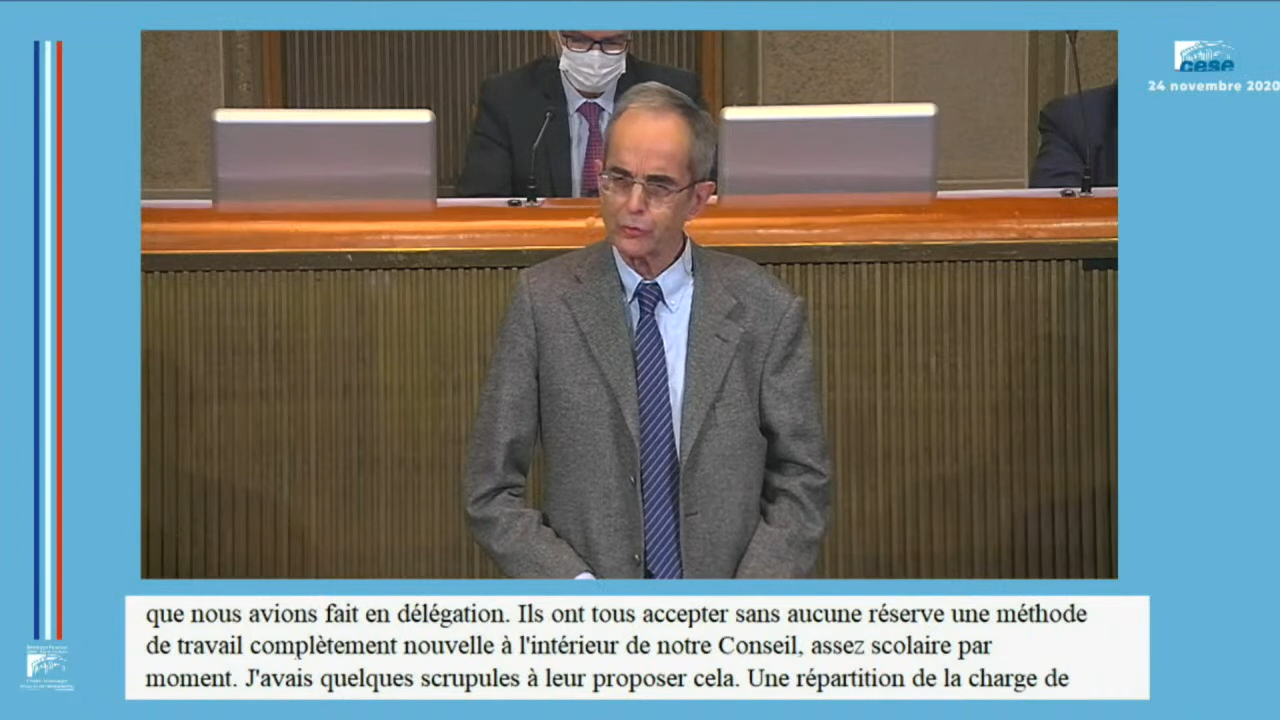 cese
24 novembre 2020
que nous avions fait en délégation. Ils ont tous accepter sans aucune réserve une méthode
de travail complètement nouvelle à l'intérieur de notre Conseil, assez scolaire par
moment. J'avais quelques scrupules à leur proposer cela. Une répartition de la charge de